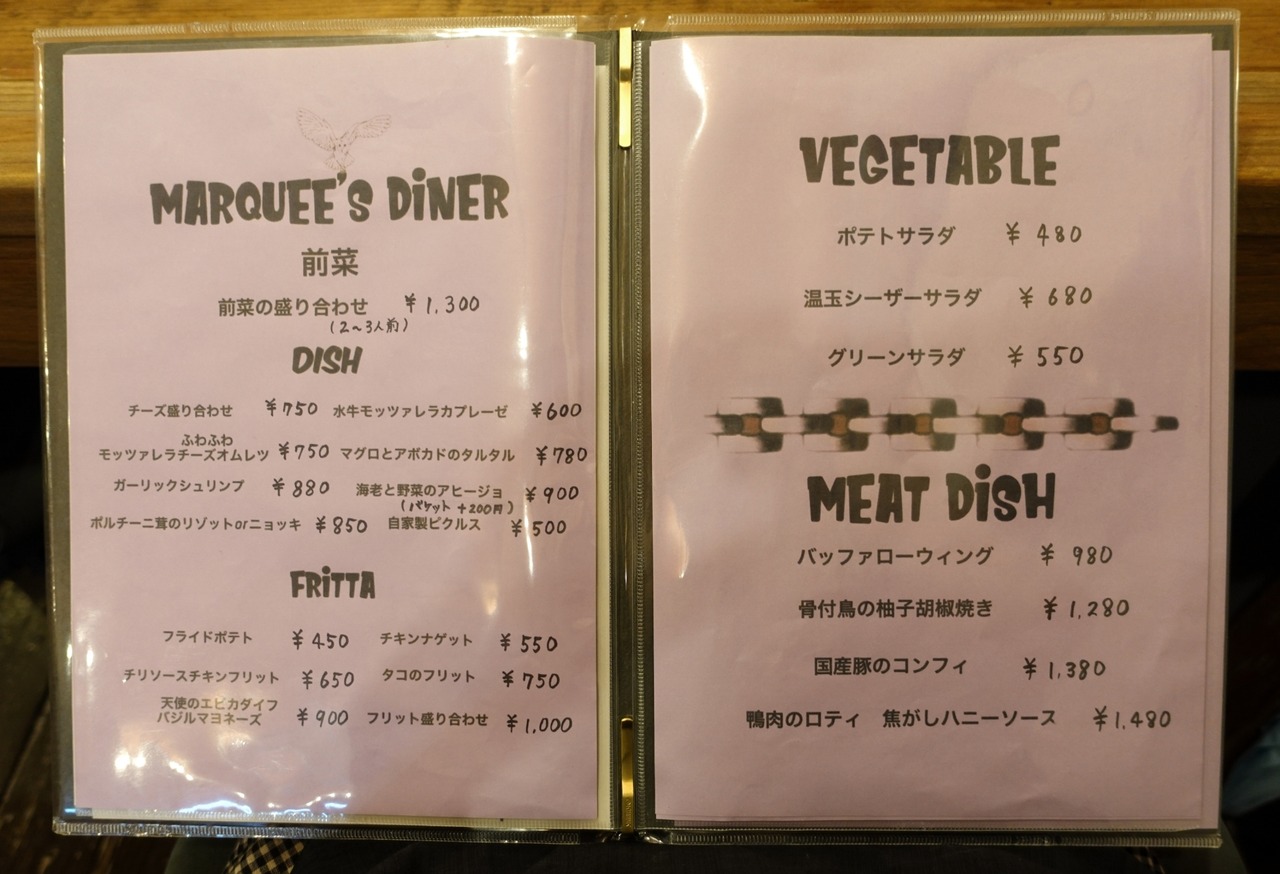 MARQUEE'S DiNER
前菜
前菜の盛り合わせ ¥1,300
(2~3人前)
DISH
チーズ盛り合わせ ¥750 水牛モッツァレラカプレーゼ ¥600
ふわふわ
モッツァレラチーズオムレツ ¥750 マグロとアボカドのタルタル ¥780
ガーリックシュリンプ ¥880 海老と野菜のアヒージョ ¥900
(バケット +200円)
ポルチーニ茸のリゾットorニョッキ ¥850 自家製ピクルス ¥500
FRiTTA
フライドポテト ¥450 チキンナゲット ¥550
チリソースチキンフリット ¥650 タコのフリット ¥750
天使のエビカダイフ
バジルマヨネーズ ¥900 フリット盛り合わせ ¥1,000
VEGETABLE
ポテトサラダ ¥480
温玉シーザーサラダ ¥680
グリーンサラダ ¥550
MEAT DiSH
バッファローウィング ¥980
骨付鳥の柚子胡椒焼き ¥1,280
国産豚のコンフィ ¥1,380
鴨肉のロティ 焦がしハニーソース ¥1,480